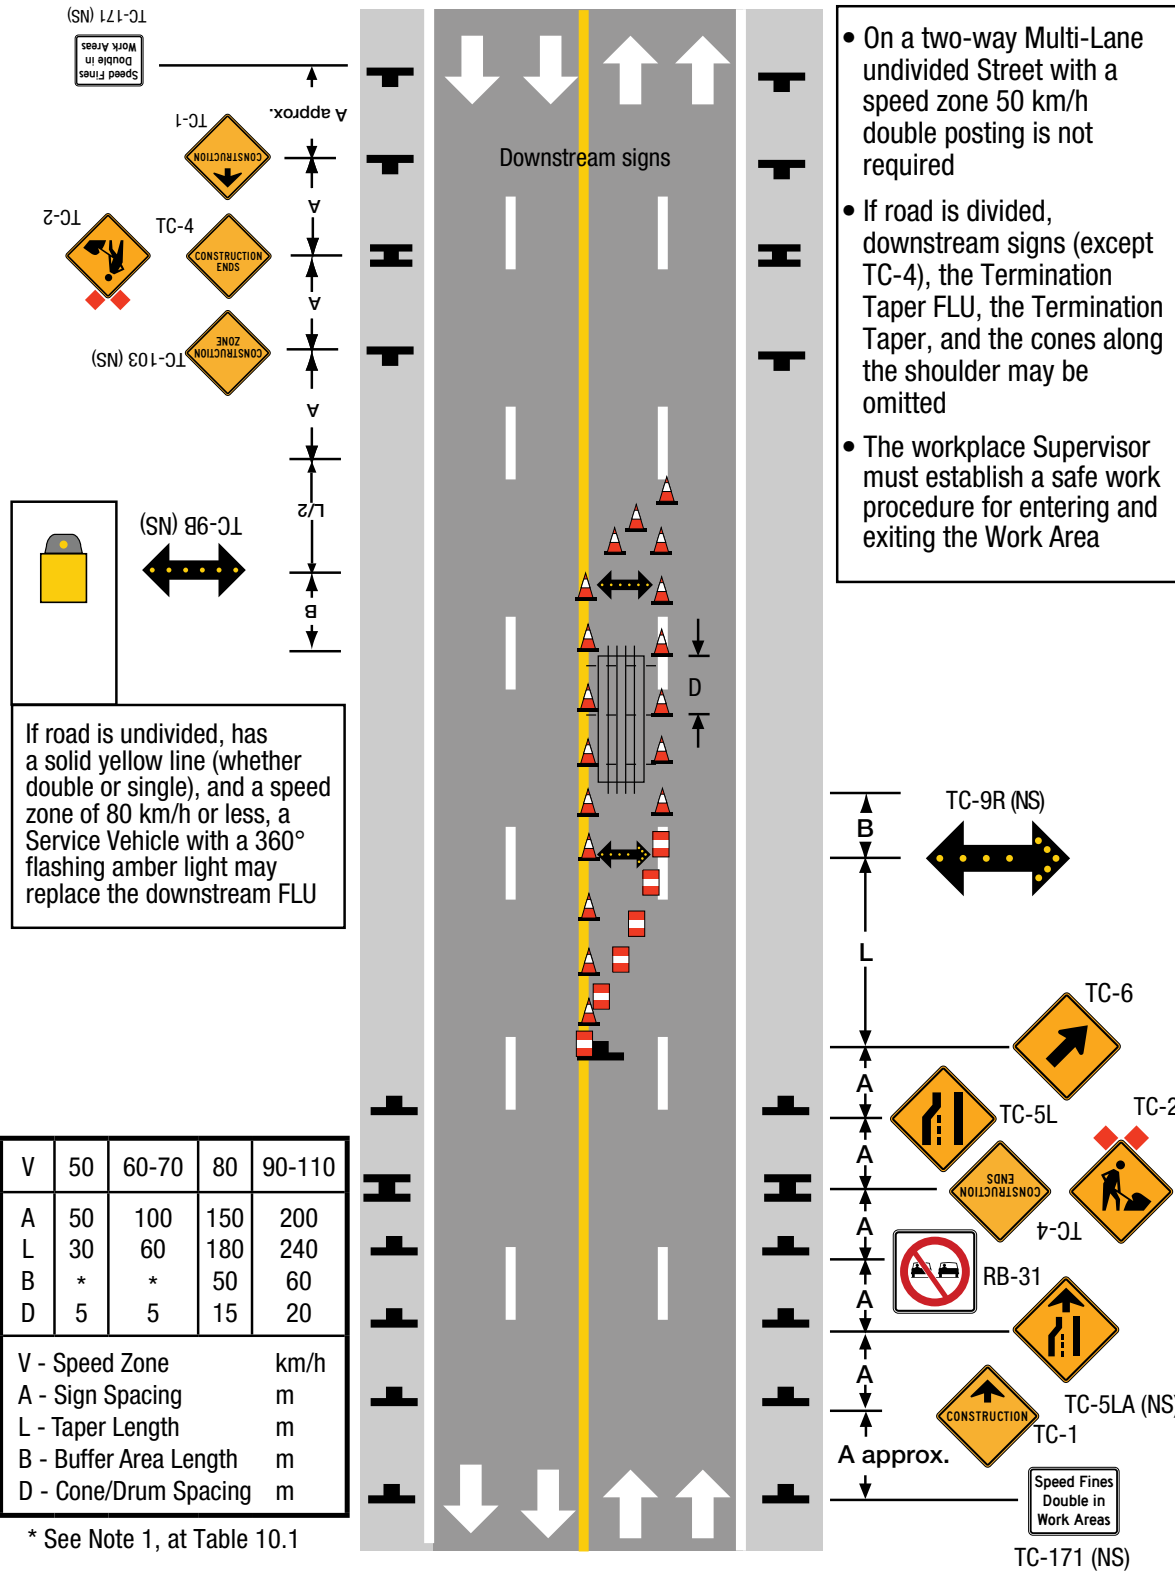 TC-171 (NS)
Speed Fines
Double in
Work Areas
A approx.
TC-1
CONSTRUCTION
A
TC-2
TC-4
CONSTRUCTION
ENDS
A
TC-103 (NS)
CONSTRUCTION
ZONE
A
L/2
TC-9B (NS)
B
If road is undivided, has
a solid yellow line (whether
double or single), and a speed
zone of 80 km/h or less, a
Service Vehicle with a 360°
flashing amber light may
replace the downstream FLU
Downstream signs
D
• On a two-way Multi-Lane
undivided Street with a
speed zone 50 km/h
double posting is not
required
• If road is divided,
downstream signs (except
TC-4), the Termination
Taper FLU, the Termination
Taper, and the cones along
the shoulder may be
omitted
• The workplace Supervisor
must establish a safe work
procedure for entering and
exiting the Work Area
TC-9R (NS)
B
L
TC-6
A
TC-5L
TC-2
A
CONSTRUCTION
ENDS
TC-4
A
RB-31
A
TC-5LA (NS)
A
CONSTRUCTION
TC-1
A approx.
Speed Fines
Double in
Work Areas
TC-171 (NS)
V 50 60-70 80 90-110
A 50 100 150 200
L 30 60 180 240
B * * 50 60
D 5 5 15 20
V - Speed Zone km/h
A - Sign Spacing m
L - Taper Length m
B - Buffer Area Length m
D - Cone/Drum Spacing m
* See Note 1, at Table 10.1